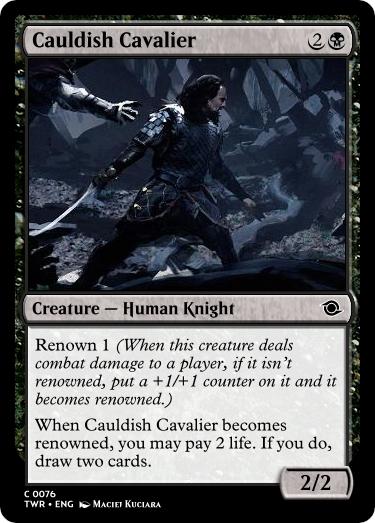 Cauldish Cavalier 2
Creature — Human Knight
Renown 1 (When this creature deals
combat damage to a player, if it isn't
renowned, put a +1/+1 counter on it and it
becomes renowned.)
When Cauldish Cavalier becomes
renowned, you may pay 2 life. If you do,
draw two cards.
2/2
C 0076
TWR • ENG Maciej Kuciara